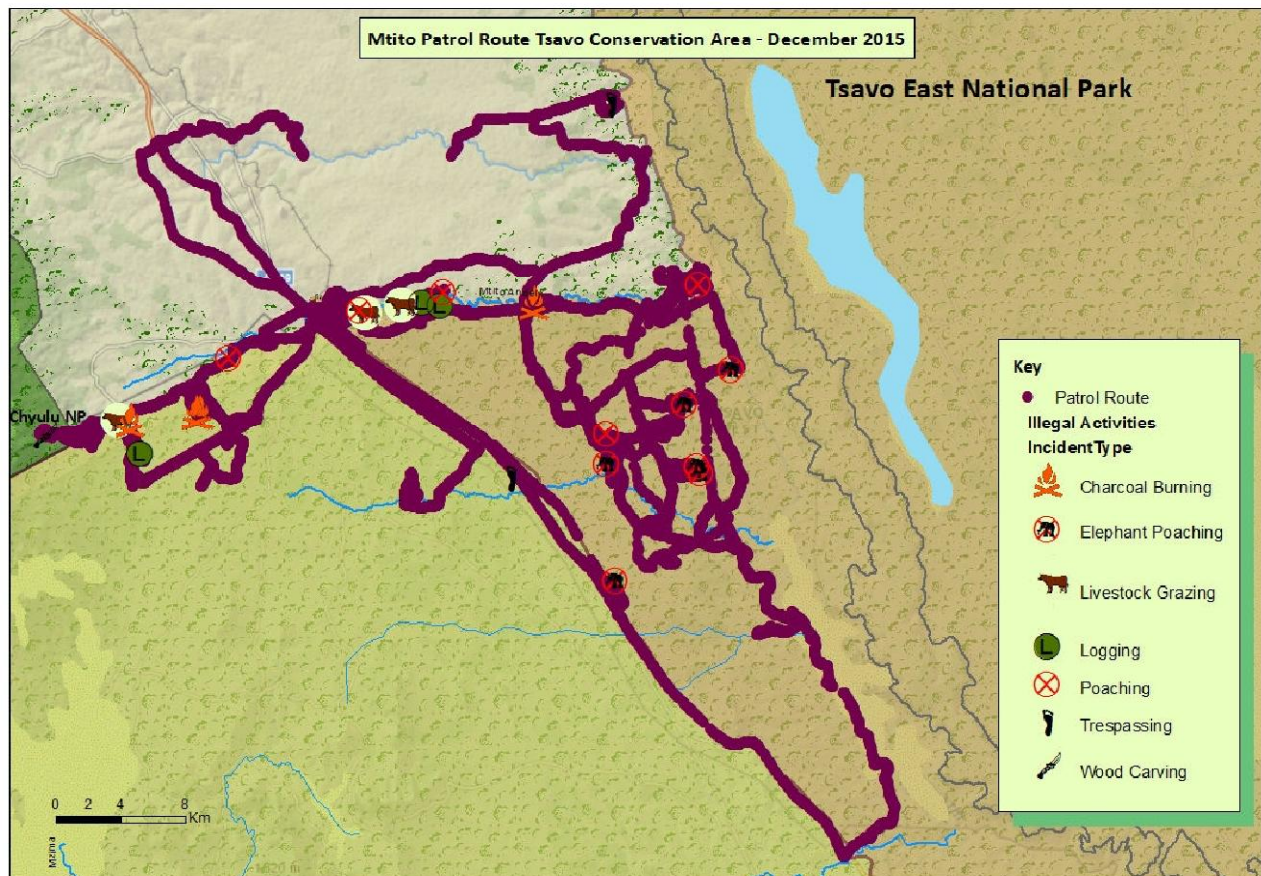 Mtito Patrol Route Tsavo Conservation Area - December 2015
Tsavo East National Park
Chyulu NP
Key
Patrol Route
Illegal Activities
IncidentType
Charcoal Burning
Elephant Poaching
Livestock Grazing
Logging
Poaching
Trespassing
Wood Carving
L
L
L
L
0 2 4 8
Km
Mzima